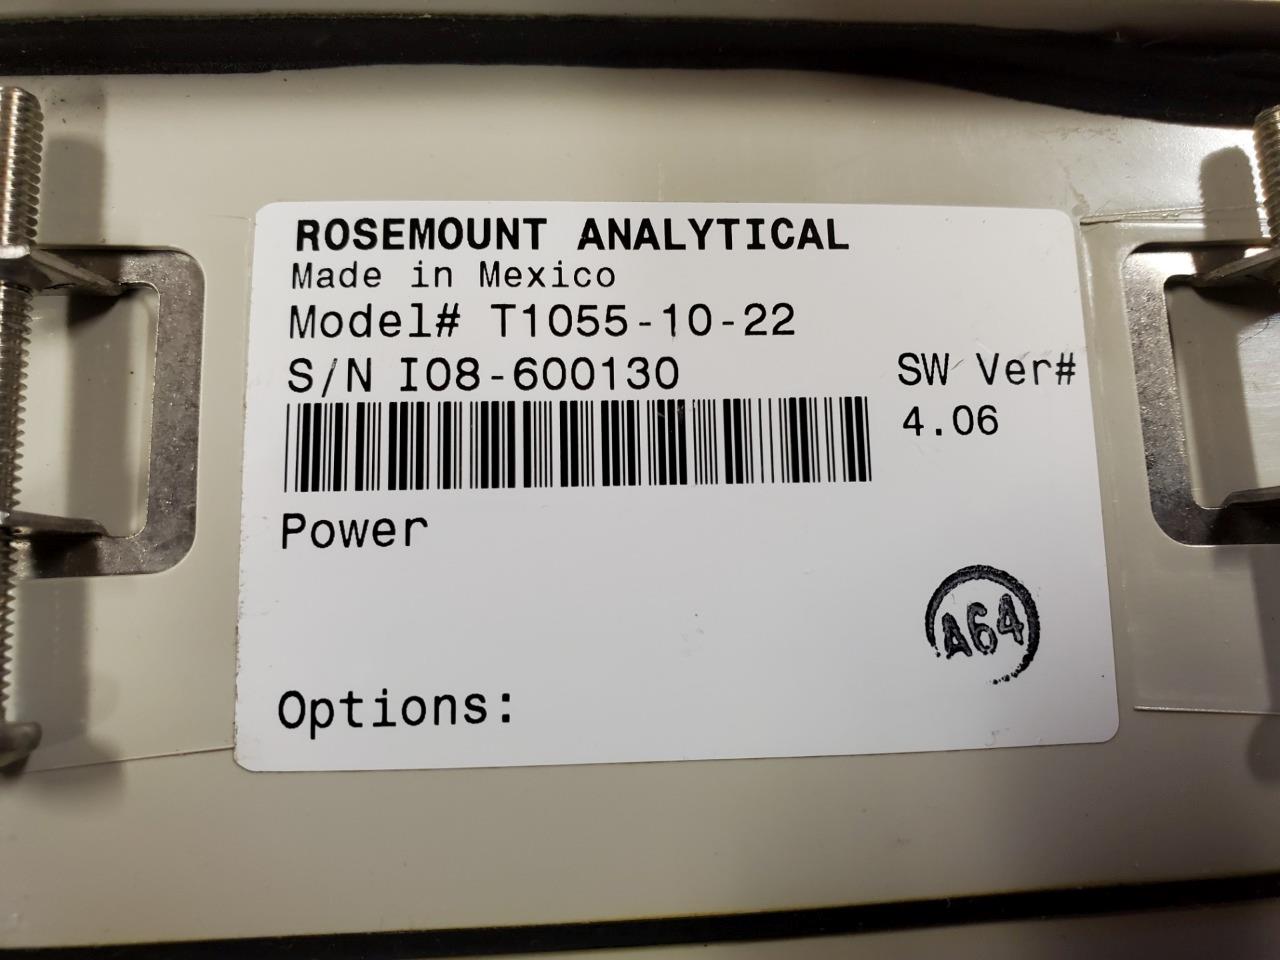 ROSEMOUNT ANALYTICAL
Made in Mexico
Model# T1055-10-22
S/N I08-600130
SW Ver#
4.06
Power
A64
Options: